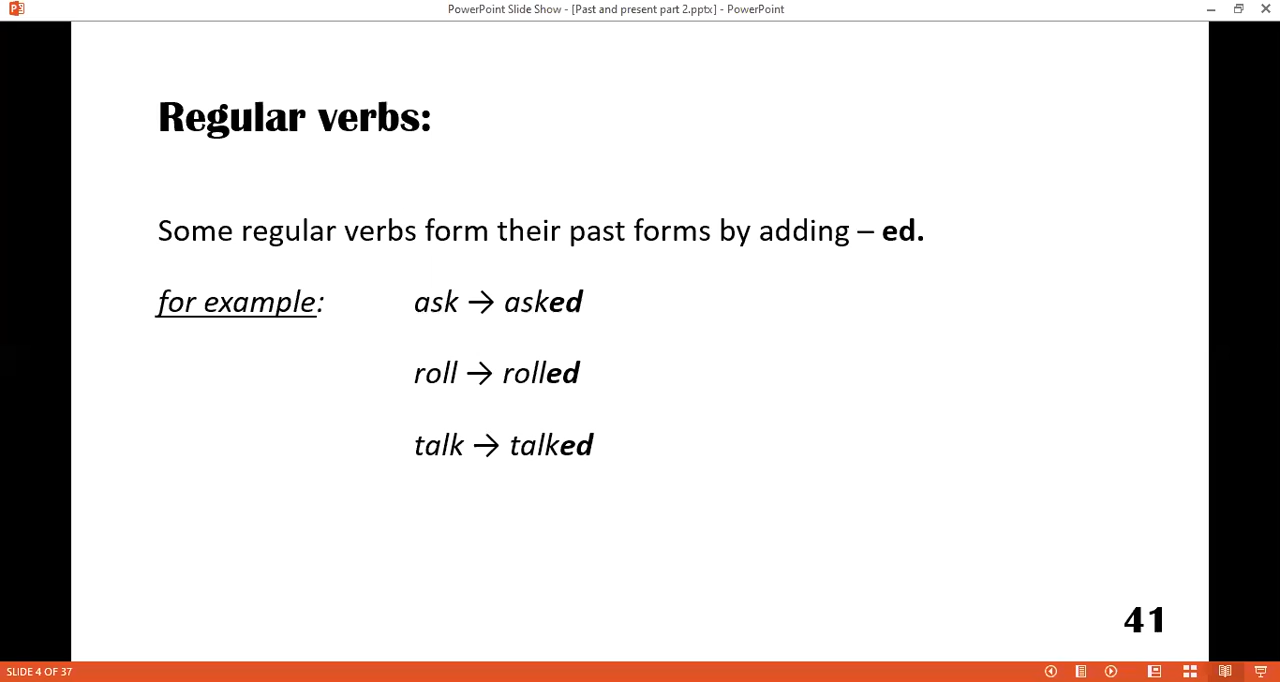 PowerPoint Slide Show - [Past and present part 2.pptx] - PowerPoint
Regular verbs:
Some regular verbs form their past forms by adding – ed.
for example: ask → asked
roll → rolled
talk → talked
41
SLIDE 4 OF 37